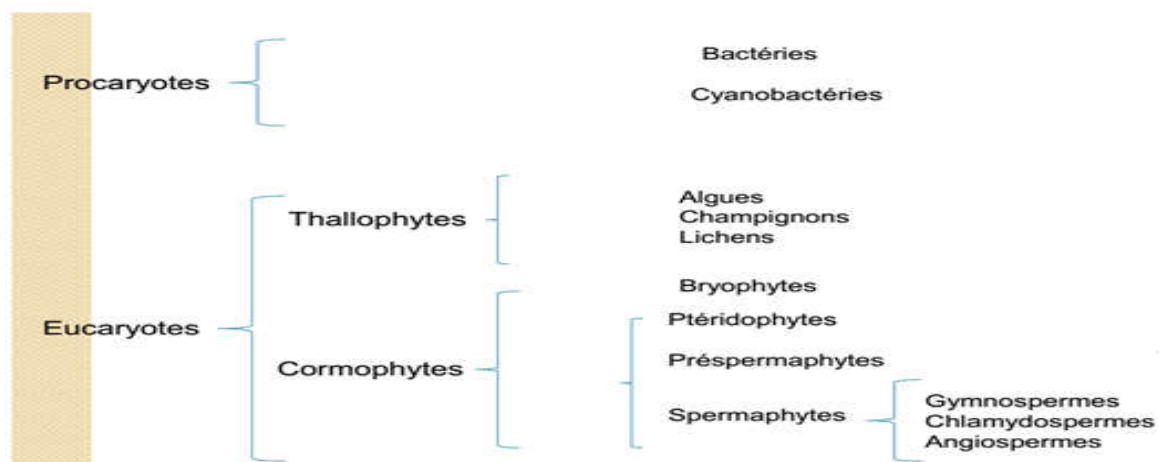 Procaryotes
Bactéries
Cyanobactéries
Eucaryotes
Thallophytes
Algues
Champignons
Lichens
Cormophytes
Bryophytes
Ptéridophytes
Préspermaphytes
Spermaphytes
Gymnospermes
Chlamydospermes
Angiospermes